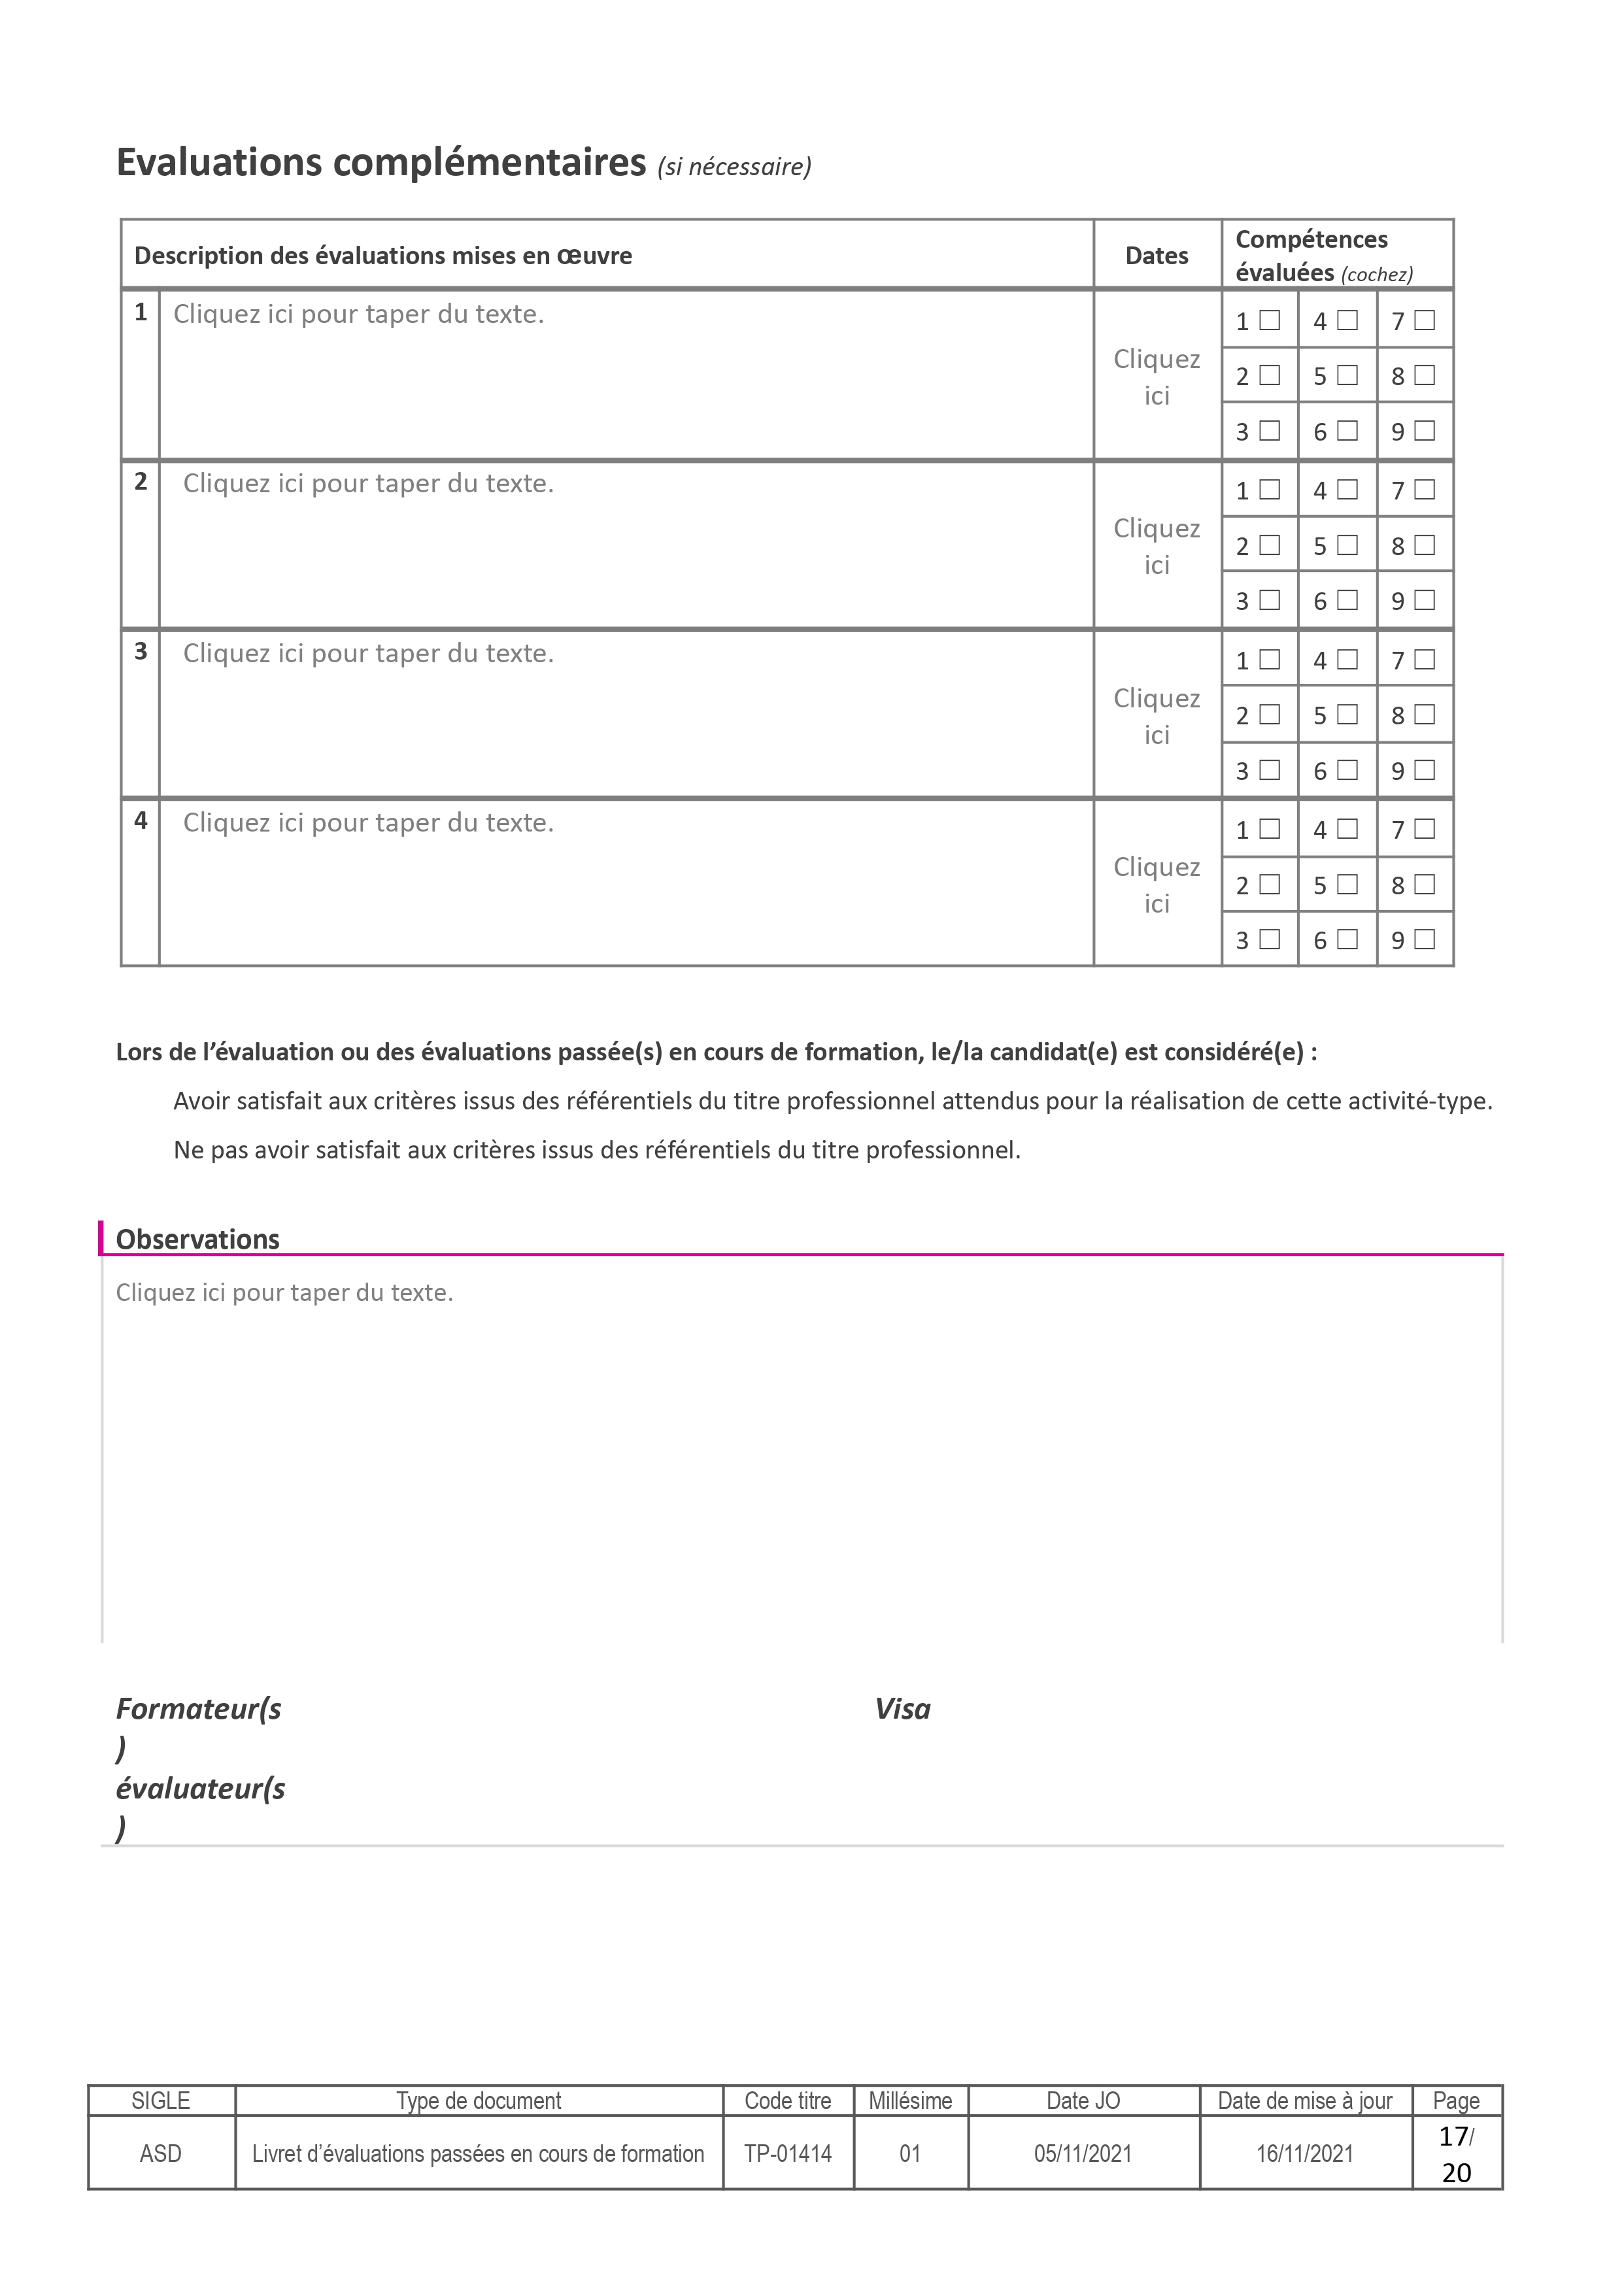 Evaluations complémentaires (si nécessaire)
Description des évaluations mises en œuvre Dates Compétences
évaluées (cochez)
1 Cliquez ici pour taper du texte. Cliquez
ici
1 ☐ 4 ☐ 7 ☐
2 ☐ 5 ☐ 8 ☐
3 ☐ 6 ☐ 9 ☐
2 Cliquez ici pour taper du texte. Cliquez
ici
1 ☐ 4 ☐ 7 ☐
2 ☐ 5 ☐ 8 ☐
3 ☐ 6 ☐ 9 ☐
3 Cliquez ici pour taper du texte. Cliquez
ici
1 ☐ 4 ☐ 7 ☐
2 ☐ 5 ☐ 8 ☐
3 ☐ 6 ☐ 9 ☐
4 Cliquez ici pour taper du texte. Cliquez
ici
1 ☐ 4 ☐ 7 ☐
2 ☐ 5 ☐ 8 ☐
3 ☐ 6 ☐ 9 ☐
Lors de l’évaluation ou des évaluations passée(s) en cours de formation, le/la candidat(e) est considéré(e) :
Avoir satisfait aux critères issus des référentiels du titre professionnel attendus pour la réalisation de cette activité-type.
Ne pas avoir satisfait aux critères issus des référentiels du titre professionnel.
Observations
Cliquez ici pour taper du texte.
Formateur(s Visa
)
évaluateur(s
)
SIGLE Type de document Code titre Millésime Date JO Date de mise à jour Page
ASD Livret d’évaluations passées en cours de formation TP-01414 01 05/11/2021 16/11/2021 17/
20